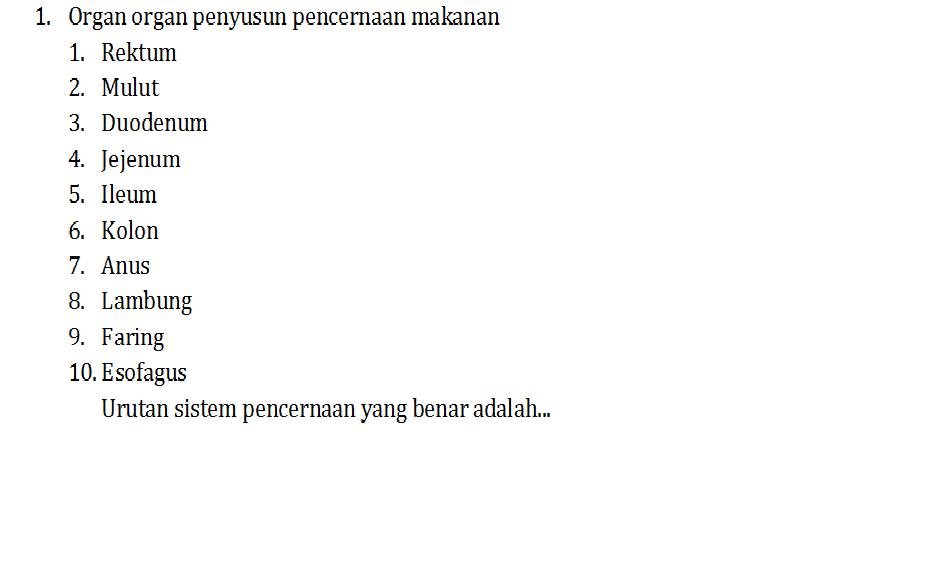 1. Organ organ penyusun pencernaan makanan
1. Rektum
2. Mulut
3. Duodenum
4. Jejenum
5. Ileum
6. Kolon
7. Anus
8. Lambung
9. Faring
10. Esofagus
Urutan sistem pencernaan yang benar adalah...